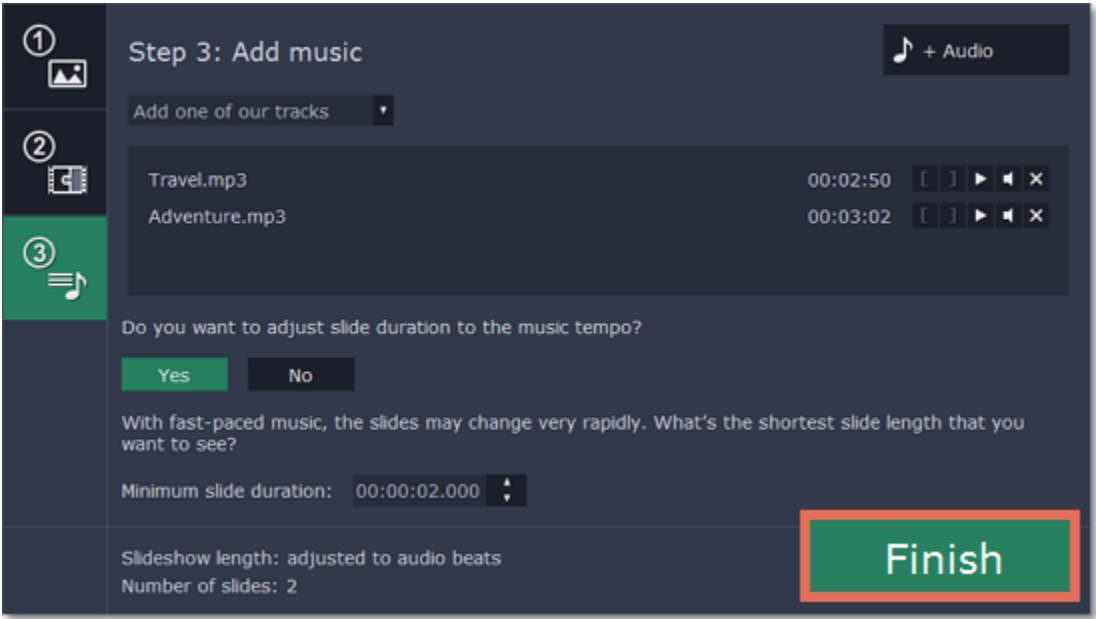 1
Step 3: Add music
+ Audio
Add one of our tracks
2
Travel.mp3 00:02:50 [ ]
Adventure.mp3 00:03:02 [ ]
3
Do you want to adjust slide duration to the music tempo?
Yes No
With fast-paced music, the slides may change very rapidly. What's the shortest slide length that you
want to see?
Minimum slide duration: 00:00:02.000
Slideshow length: adjusted to audio beats
Number of slides: 2
Finish